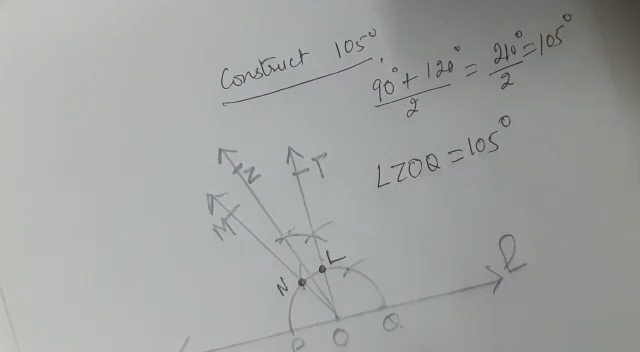 Construct 105°.
90° + 120° / 2 = 210° / 2 = 105°
∠ZOQ = 105°
Z T
M
N L
P O Q l